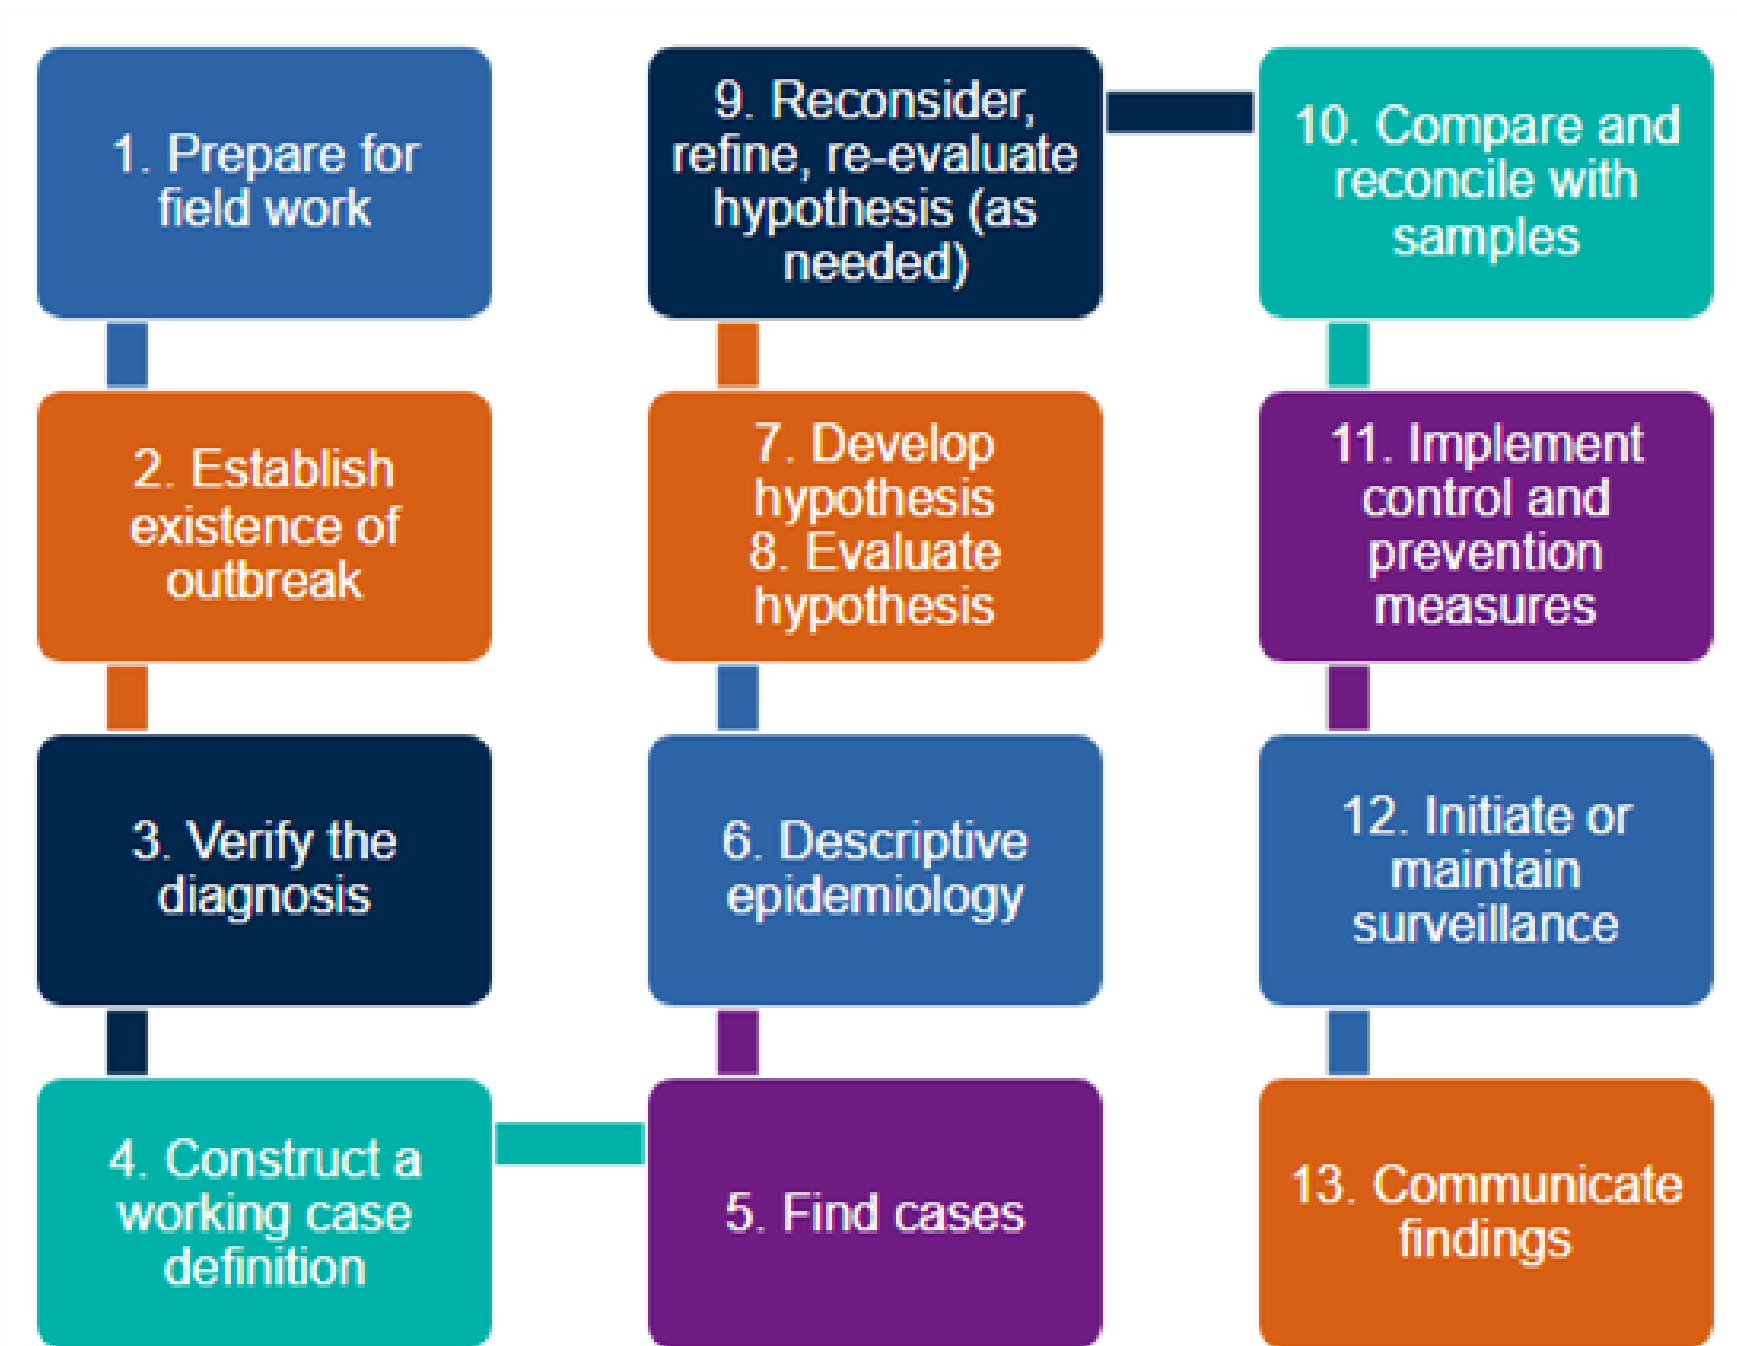 1. Prepare for
field work
2. Establish
existence of
outbreak
3. Verify the
diagnosis
4. Construct a
working case
definition
5. Find cases
6. Descriptive
epidemiology
7. Develop
hypothesis
8. Evaluate
hypothesis
9. Reconsider,
refine, re-evaluate
hypothesis (as
needed)
10. Compare and
reconcile with
samples
11. Implement
control and
prevention
measures
12. Initiate or
maintain
surveillance
13. Communicate
findings